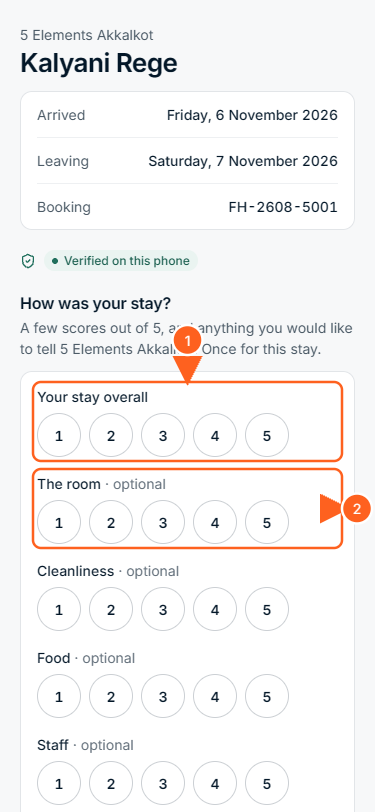 5 Elements Akkalkot
Kalyani Rege
Arrived Friday, 6 November 2026
Leaving Saturday, 7 November 2026
Booking FH-2608-5001
Verified on this phone
How was your stay?
A few scores out of 5, anything you would like
to tell 5 Elements Once for this stay.
1
Your stay overall
1 2 3 4 5
The room · optional
1 2 3 4 5
2
Cleanliness · optional
1 2 3 4 5
Food · optional
1 2 3 4 5
Staff · optional
1 2 3 4 5